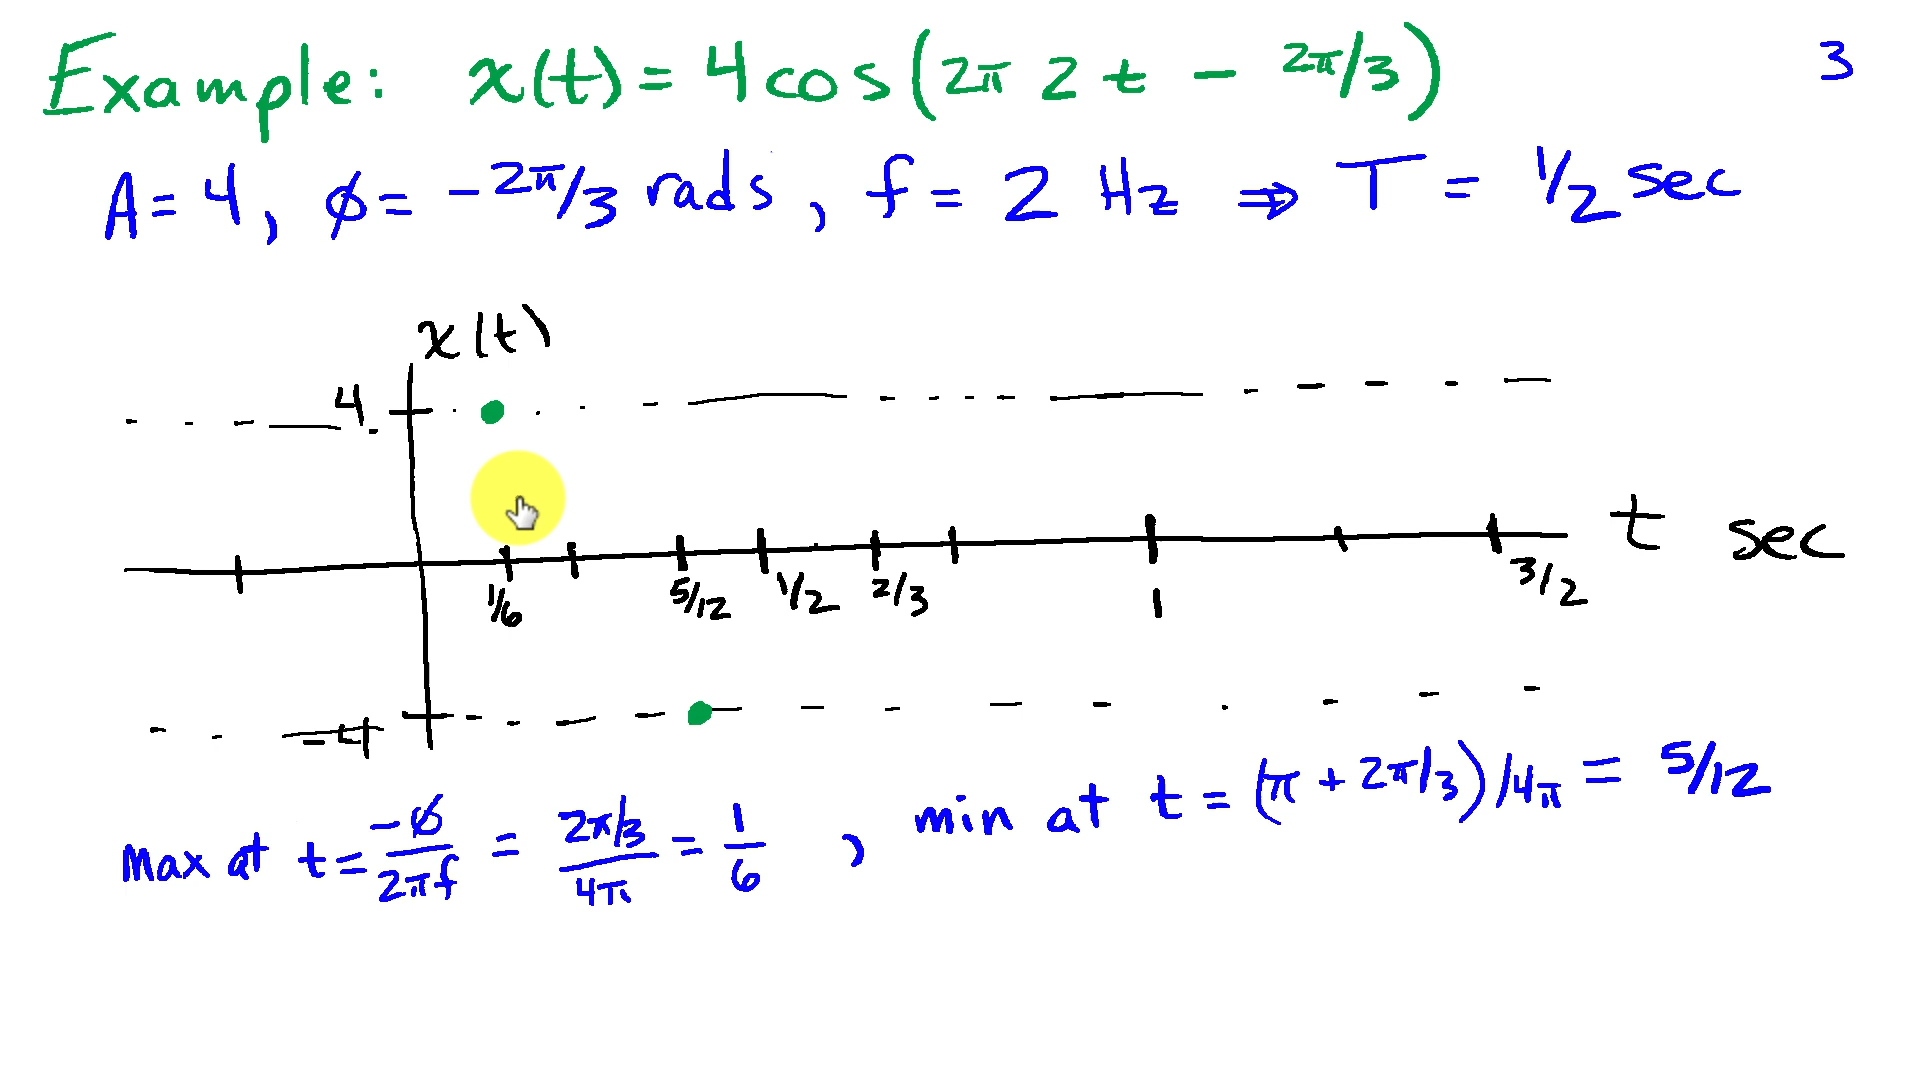 Example: x(t) = 4 cos(2π 2 t - 2π/3)
3
A = 4, ø = -2π/3 rads, f = 2 Hz ⇒ T = 1/2 sec
x(t)
4
t sec
1/6 5/12 1/2 2/3 1 3/2
-4
max at t = -ø/2πf = 2π/3/4π = 1/6 , min at t = (π + 2π/3)/4π = 5/12